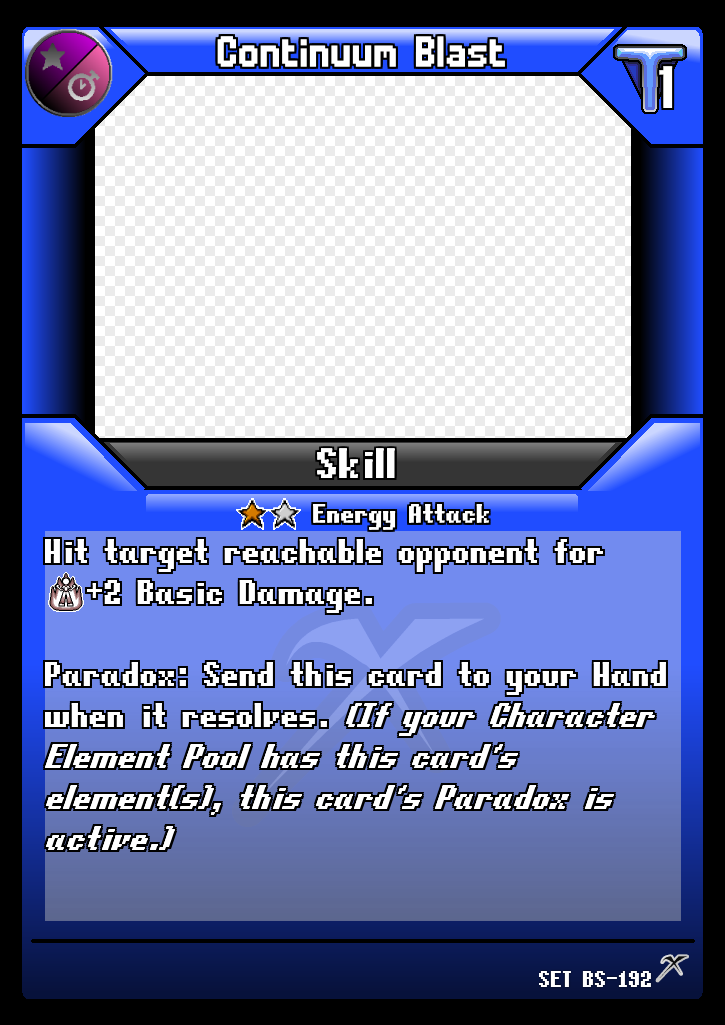 Continuum Blast
T1
Skill
Energy Attack
Hit target reachable opponent for
+2 Basic Damage.
Paradox: Send this card to your Hand
when it resolves. (If your Character
Element Pool has this card's
element(s), this card's Paradox is
active.)
SET BS-192